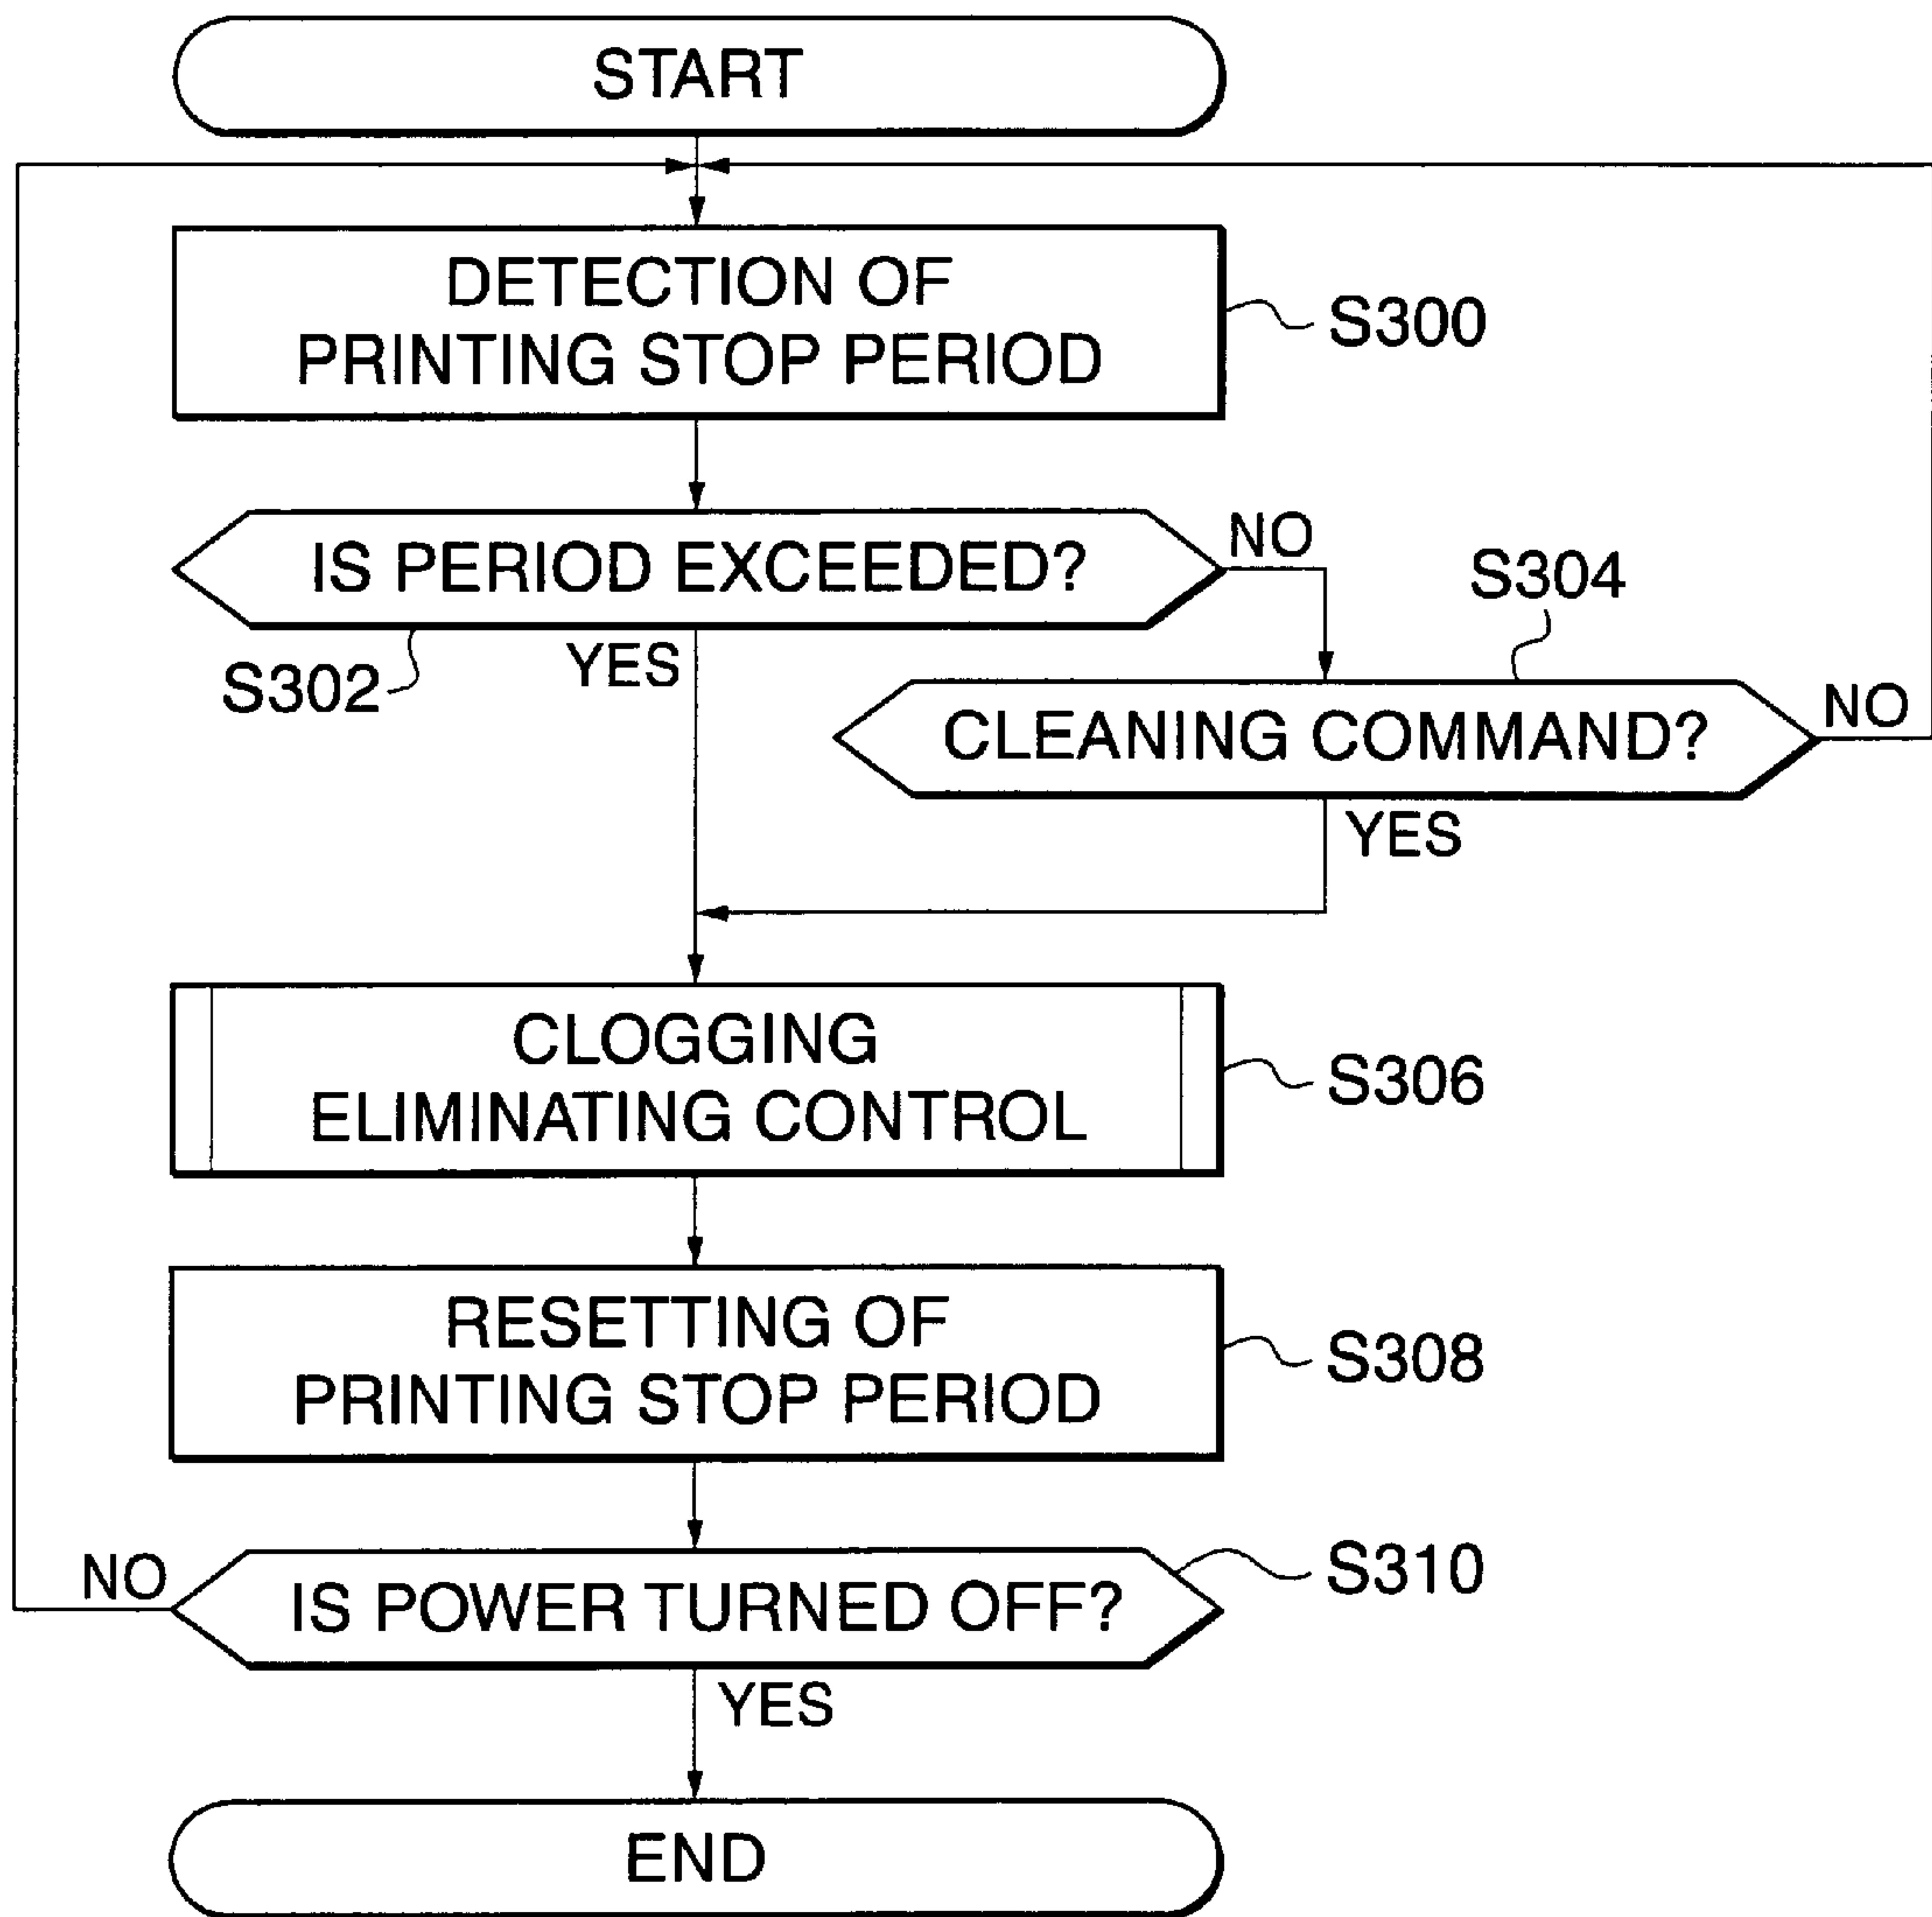 START
DETECTION OF
PRINTING STOP PERIOD
S300
IS PERIOD EXCEEDED?
NO
S302
YES
S304
CLEANING COMMAND?
NO
YES
CLOGGING
ELIMINATING CONTROL
S306
RESETTING OF
PRINTING STOP PERIOD
S308
IS POWER TURNED OFF?
S310
NO
YES
END